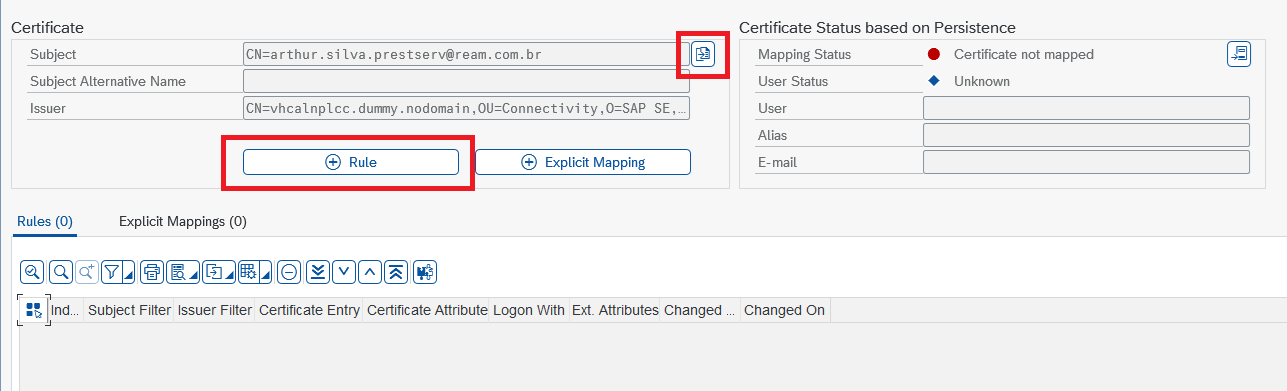 Certificate
Subject CN=arthur.silva.prestserv@ream.com.br
Subject Alternative Name
Issuer CN=vhcalnplcc.dummy.nodomain,OU=Connectivity,O=SAP SE,…
Rule Explicit Mapping
Certificate Status based on Persistence
Mapping Status Certificate not mapped
User Status Unknown
User
Alias
E-mail
Rules (0) Explicit Mappings (0)
Ind... Subject Filter Issuer Filter Certificate Entry Certificate Attribute Logon With Ext. Attributes Changed ... Changed On